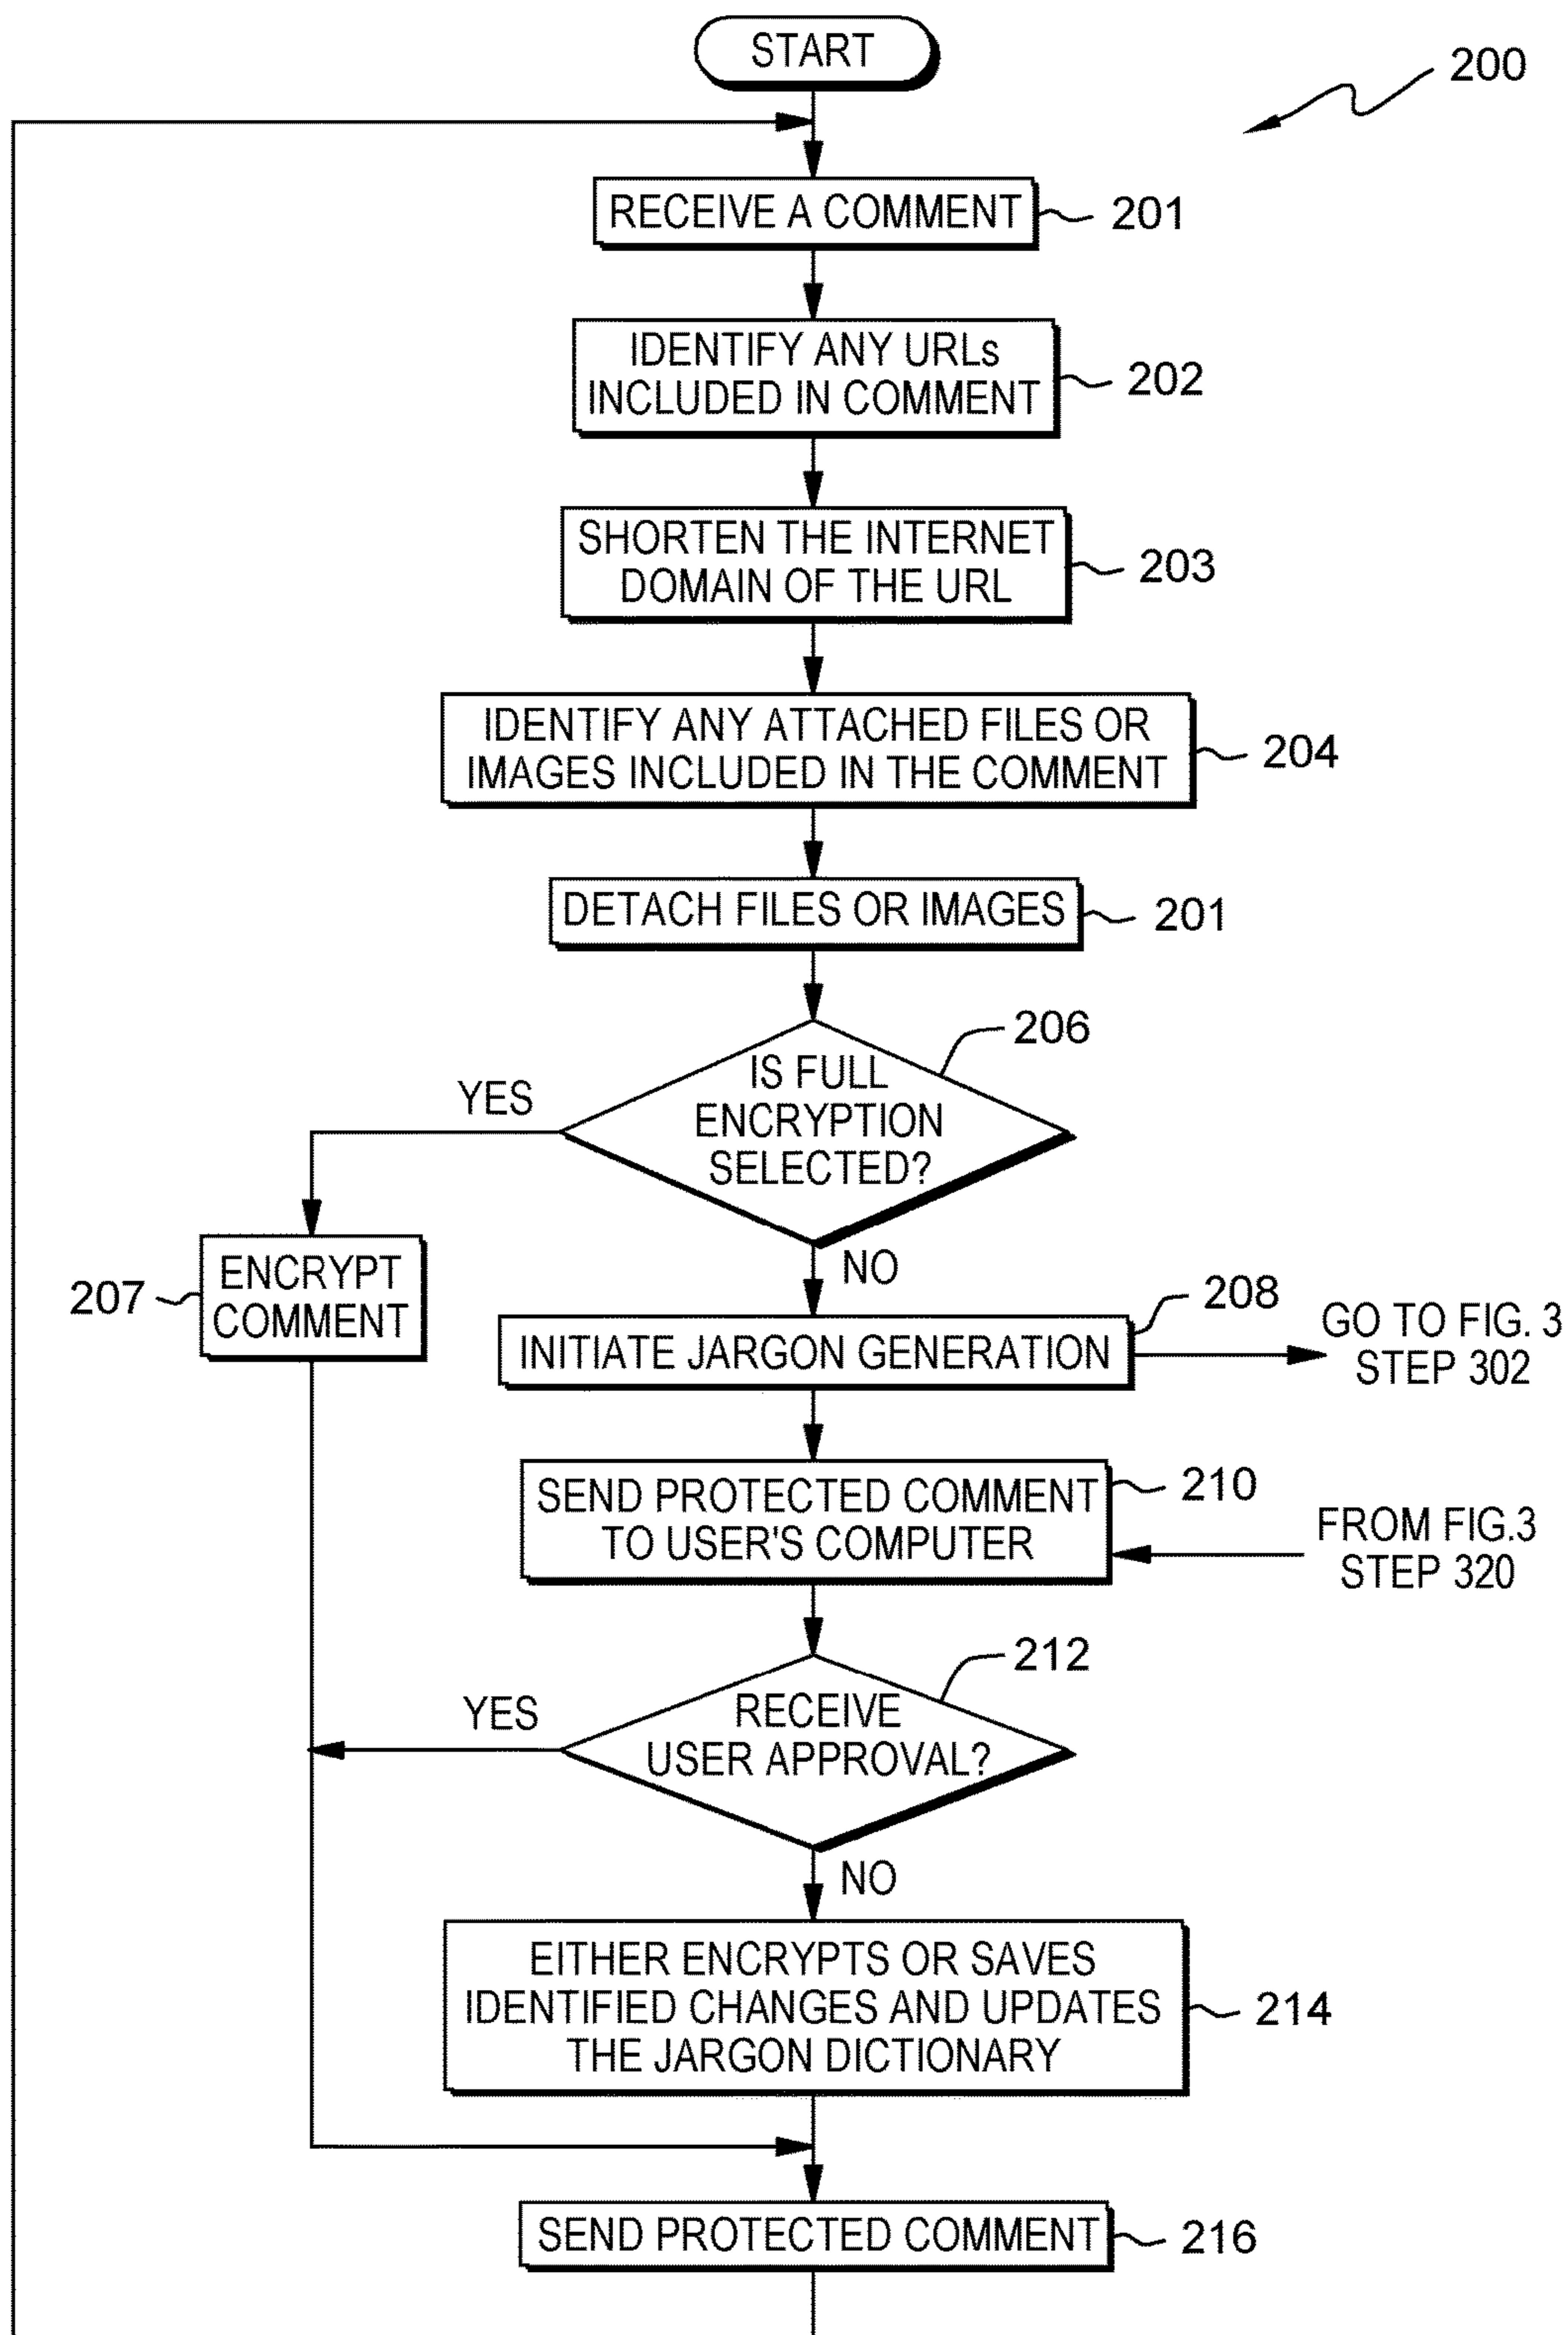 START
200
RECEIVE A COMMENT
201
IDENTIFY ANY URLs
INCLUDED IN COMMENT
202
SHORTEN THE INTERNET
DOMAIN OF THE URL
203
IDENTIFY ANY ATTACHED FILES OR
IMAGES INCLUDED IN THE COMMENT
204
DETACH FILES OR IMAGES
201
206
IS FULL
ENCRYPTION
SELECTED?
YES
NO
207
ENCRYPT
COMMENT
208
INITIATE JARGON GENERATION
GO TO FIG. 3
STEP 302
SEND PROTECTED COMMENT
TO USER'S COMPUTER
210
FROM FIG.3
STEP 320
212
RECEIVE
USER APPROVAL?
YES
NO
EITHER ENCRYPTS OR SAVES
IDENTIFIED CHANGES AND UPDATES
THE JARGON DICTIONARY
214
SEND PROTECTED COMMENT
216